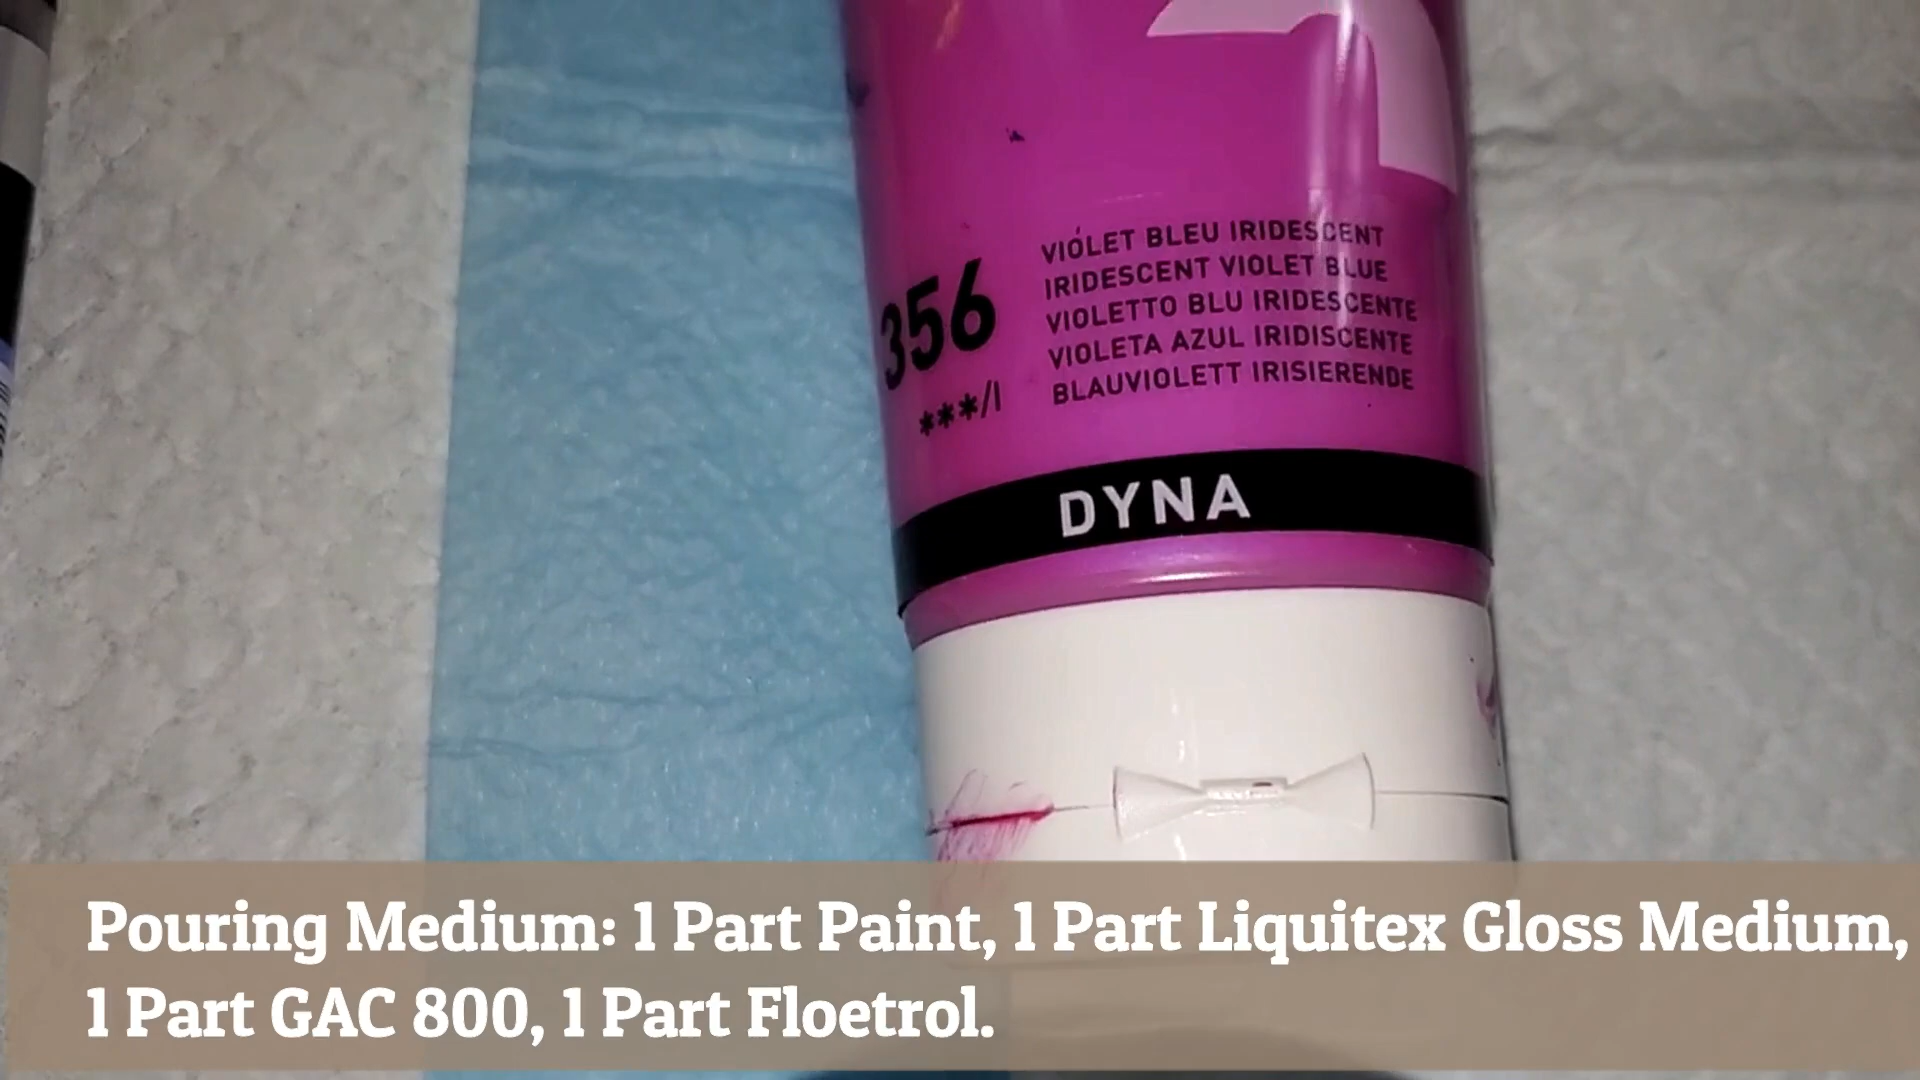 VIOLET BLEU IRIDESCENT
IRIDESCENT VIOLET BLUE
VIOLETTO BLU IRIDESCENTE
VIOLETA AZUL IRIDISCENTE
BLAUVIOLETT IRISIERENDE
356
***/I
DYNA
Pouring Medium: 1 Part Paint, 1 Part Liquitex Gloss Medium,
1 Part GAC 800, 1 Part Floetrol.